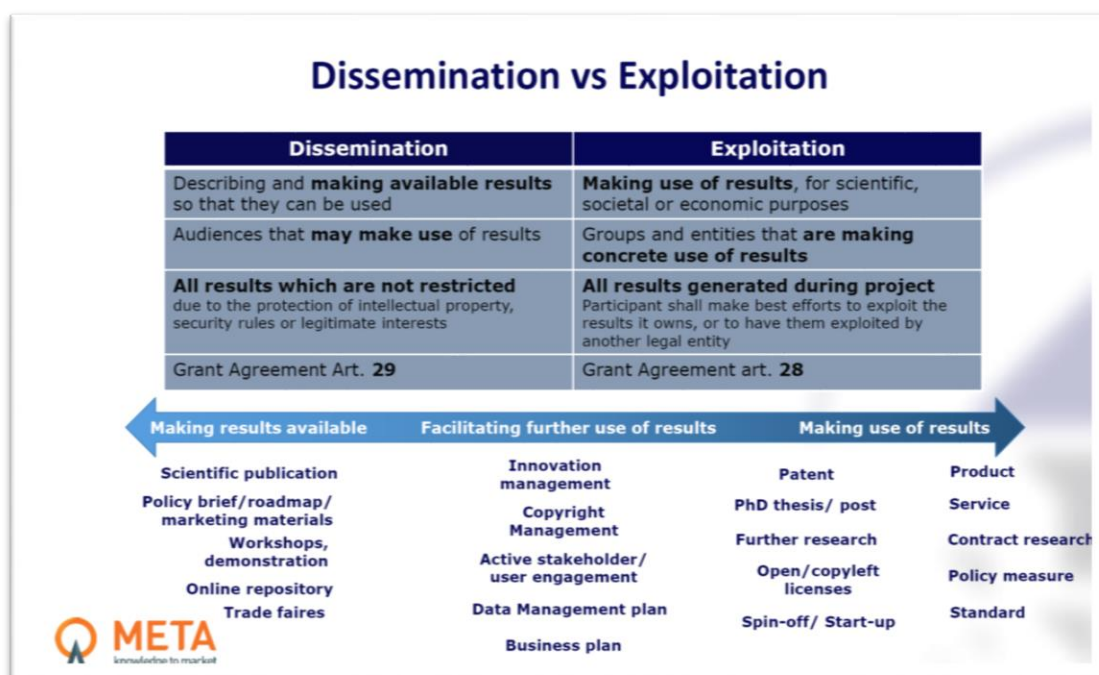 Dissemination vs Exploitation
Dissemination
Exploitation
Describing and making available results
so that they can be used
Making use of results, for scientific,
societal or economic purposes
Audiences that may make use of results
Groups and entities that are making
concrete use of results
All results which are not restricted
due to the protection of intellectual property,
security rules or legitimate interests
All results generated during project
Participant shall make best efforts to exploit the
results it owns, or to have them exploited by
another legal entity
Grant Agreement Art. 29
Grant Agreement art. 28
Making results available
Facilitating further use of results
Making use of results
Scientific publication
Policy brief/roadmap/
marketing materials
Workshops,
demonstration
Online repository
Trade faires
Innovation
management
Copyright
Management
Active stakeholder/
user engagement
Data Management plan
Business plan
Patent
PhD thesis/ post
Further research
Open/copyleft
licenses
Spin-off/ Start-up
Product
Service
Contract research
Policy measure
Standard
META
knowledge to market